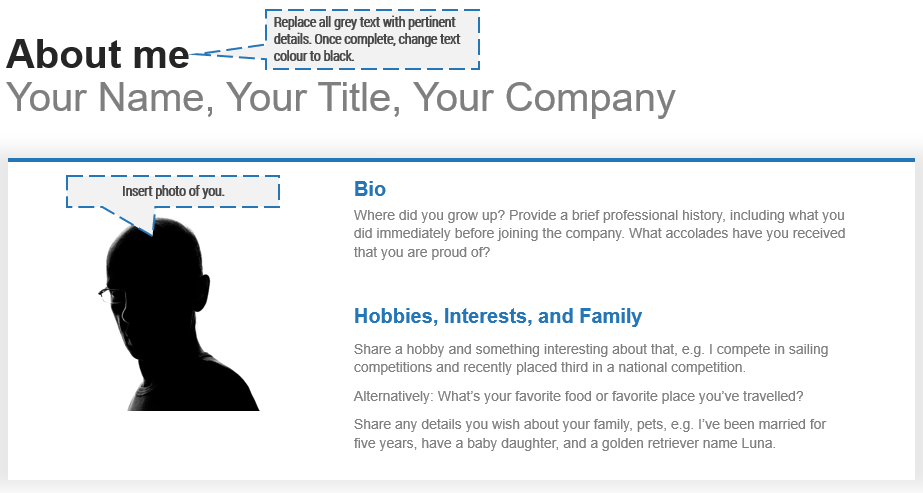 Replace all grey text with pertinent
details. Once complete, change text
colour to black.
About me
Your Name, Your Title, Your Company
Insert photo of you.
Bio
Where did you grow up? Provide a brief professional history, including what you
did immediately before joining the company. What accolades have you received
that you are proud of?
Hobbies, Interests, and Family
Share a hobby and something interesting about that, e.g. I compete in sailing
competitions and recently placed third in a national competition.
Alternatively: What’s your favorite food or favorite place you’ve travelled?
Share any details you wish about your family, pets, e.g. I’ve been married for
five years, have a baby daughter, and a golden retriever name Luna.